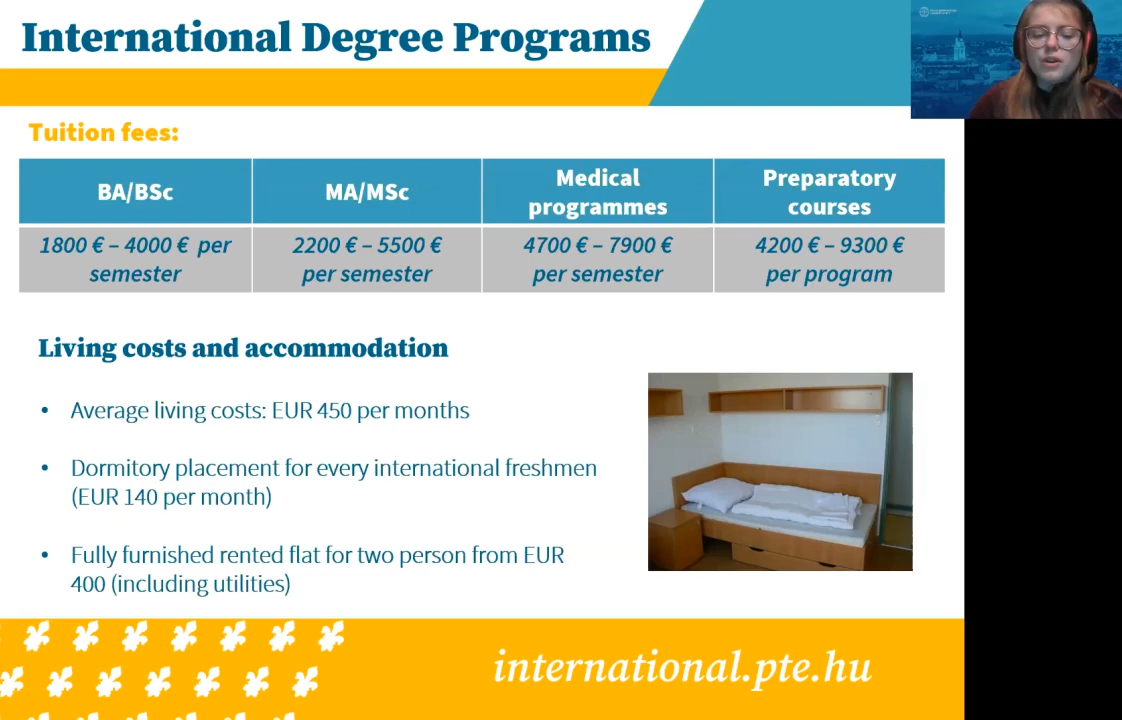 International Degree Programs
Tuition fees:
BA/BSc
MA/MSc
Medical
programmes
Preparatory
courses
1800 € – 4000 € per
semester
2200 € – 5500 €
per semester
4700 € – 7900 €
per semester
4200 € – 9300 €
per program
Living costs and accommodation
• Average living costs: EUR 450 per months
• Dormitory placement for every international freshmen
(EUR 140 per month)
• Fully furnished rented flat for two person from EUR
400 (including utilities)
international.pte.hu